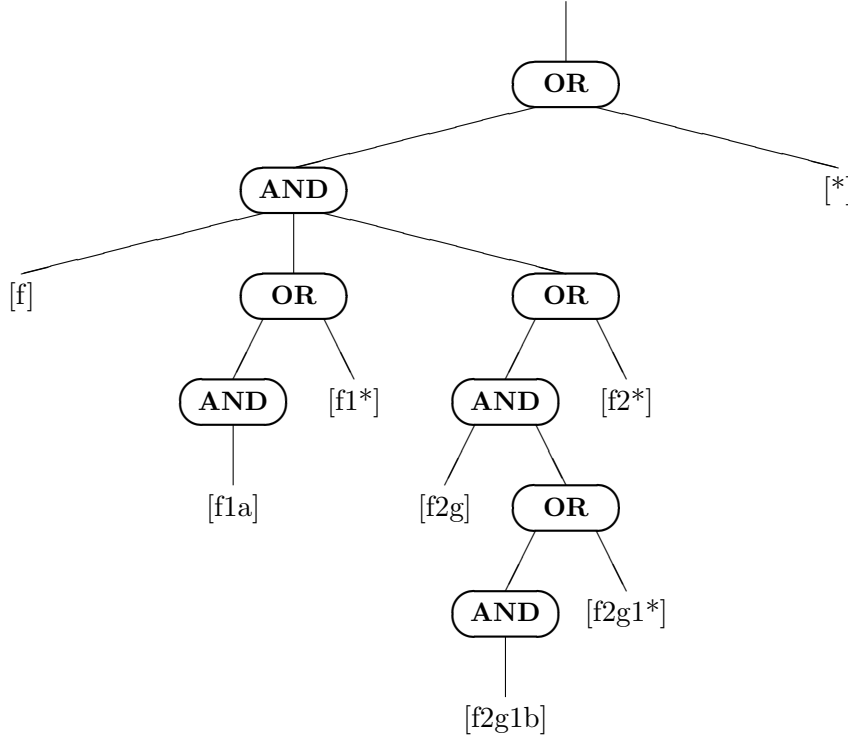 OR
AND
[*]
[f]
OR
OR
AND
[f1*]
AND
[f2*]
[f1a]
[f2g]
OR
AND
[f2g1*]
[f2g1b]